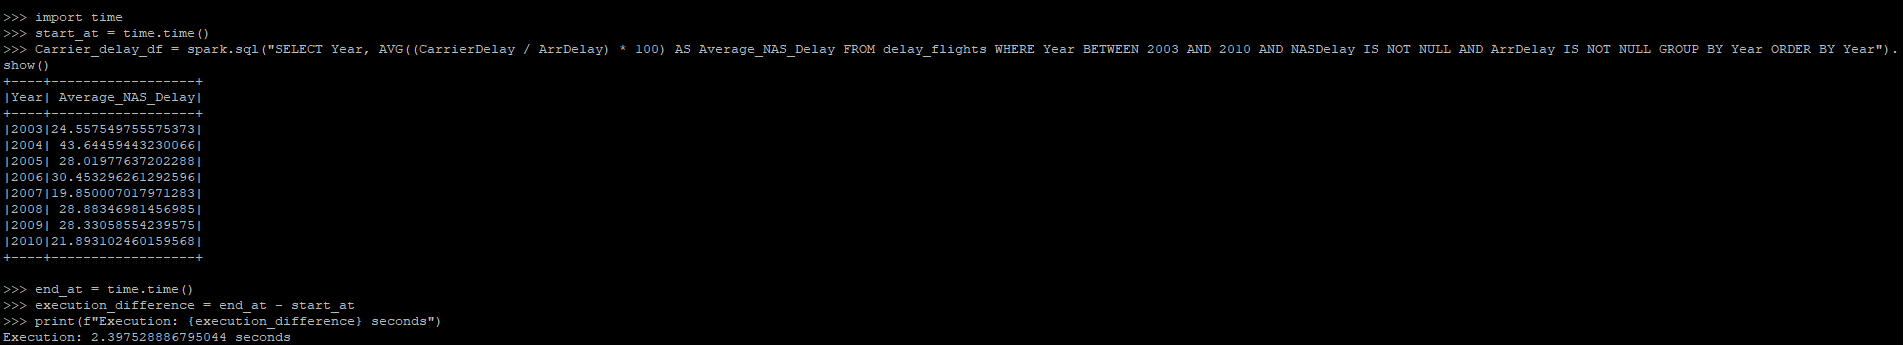 >>> import time
>>> start_at = time.time()
>>> Carrier_delay_df = spark.sql("SELECT Year, AVG((CarrierDelay / ArrDelay) * 100) AS Average_NAS_Delay FROM delay_flights WHERE Year BETWEEN 2003 AND 2010 AND NASDelay IS NOT NULL AND ArrDelay IS NOT NULL GROUP BY Year ORDER BY Year").
show()
+----+------------------+
|Year| Average_NAS_Delay|
+----+------------------+
|2003|24.557549755575373|
|2004| 43.64459443230066|
|2005| 28.01977637202288|
|2006|30.453296261292596|
|2007|19.850007017971283|
|2008| 28.88346981456985|
|2009| 28.33058554239575|
|2010|21.893102460159568|
+----+------------------+
>>> end_at = time.time()
>>> execution_difference = end_at - start_at
>>> print(f"Execution: {execution_difference} seconds")
Execution: 2.397528886795044 seconds